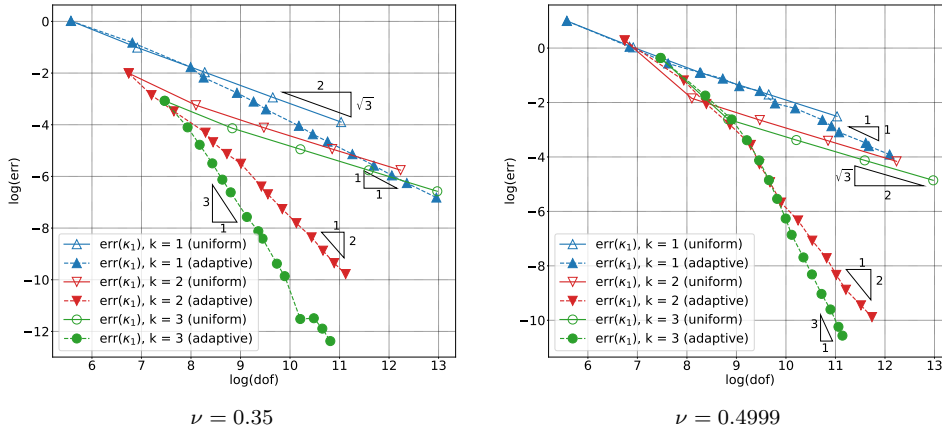 0
−2
−4
−6
−8
−10
−12
log(err)
2
√3
1
1
3
1
1
2
err(κ₁), k = 1 (uniform)
err(κ₁), k = 1 (adaptive)
err(κ₁), k = 2 (uniform)
err(κ₁), k = 2 (adaptive)
err(κ₁), k = 3 (uniform)
err(κ₁), k = 3 (adaptive)
6 7 8 9 10 11 12 13
log(dof)
ν = 0.35
0
−2
−4
−6
−8
−10
log(err)
1
1
√3
2
1
2
3
1
err(κ₁), k = 1 (uniform)
err(κ₁), k = 1 (adaptive)
err(κ₁), k = 2 (uniform)
err(κ₁), k = 2 (adaptive)
err(κ₁), k = 3 (uniform)
err(κ₁), k = 3 (adaptive)
6 7 8 9 10 11 12 13
log(dof)
ν = 0.4999